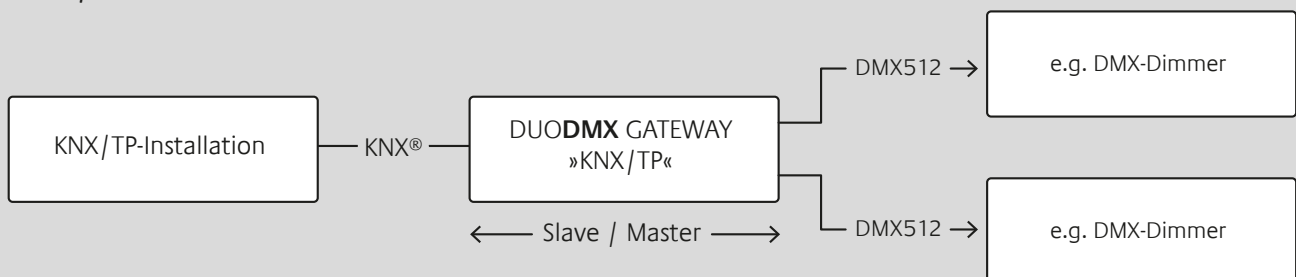 DMX512
e.g. DMX-Dimmer
KNX/TP-Installation
KNX®
DUODMX GATEWAY
»KNX/TP«
Slave / Master
DMX512
e.g. DMX-Dimmer